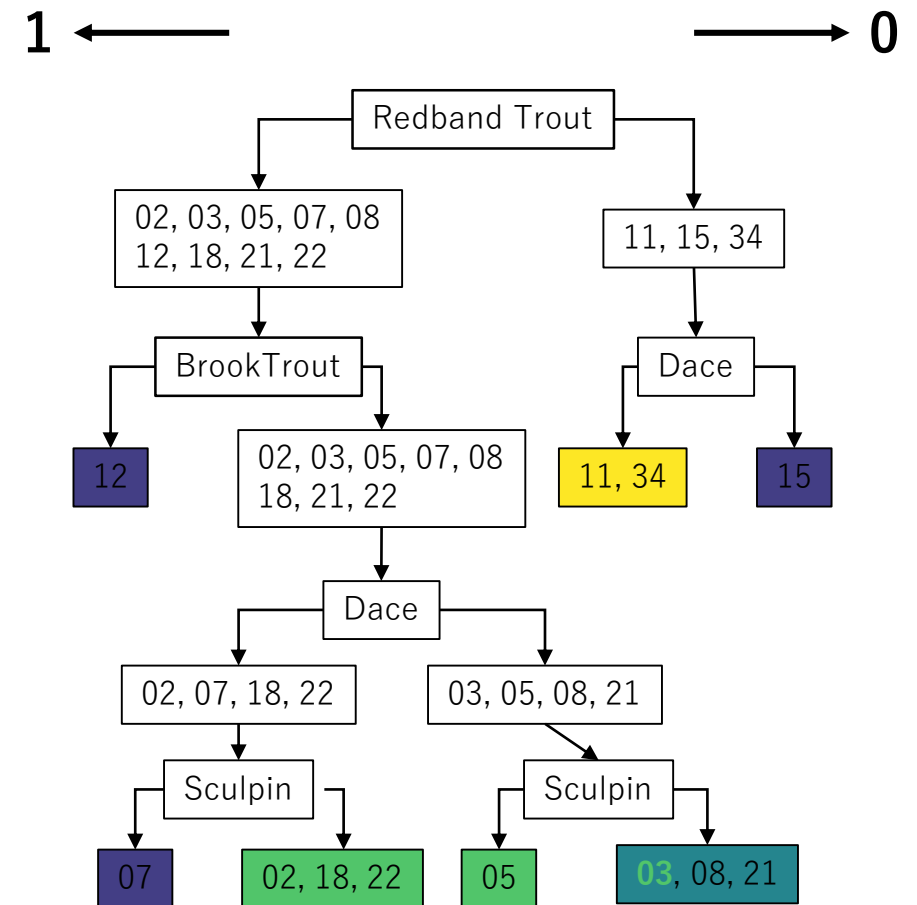 1
0
Redband Trout
02, 03, 05, 07, 08
12, 18, 21, 22
11, 15, 34
BrookTrout
Dace
12
02, 03, 05, 07, 08
18, 21, 22
11, 34
15
Dace
02, 07, 18, 22
03, 05, 08, 21
Sculpin
Sculpin
07
02, 18, 22
05
03, 08, 21